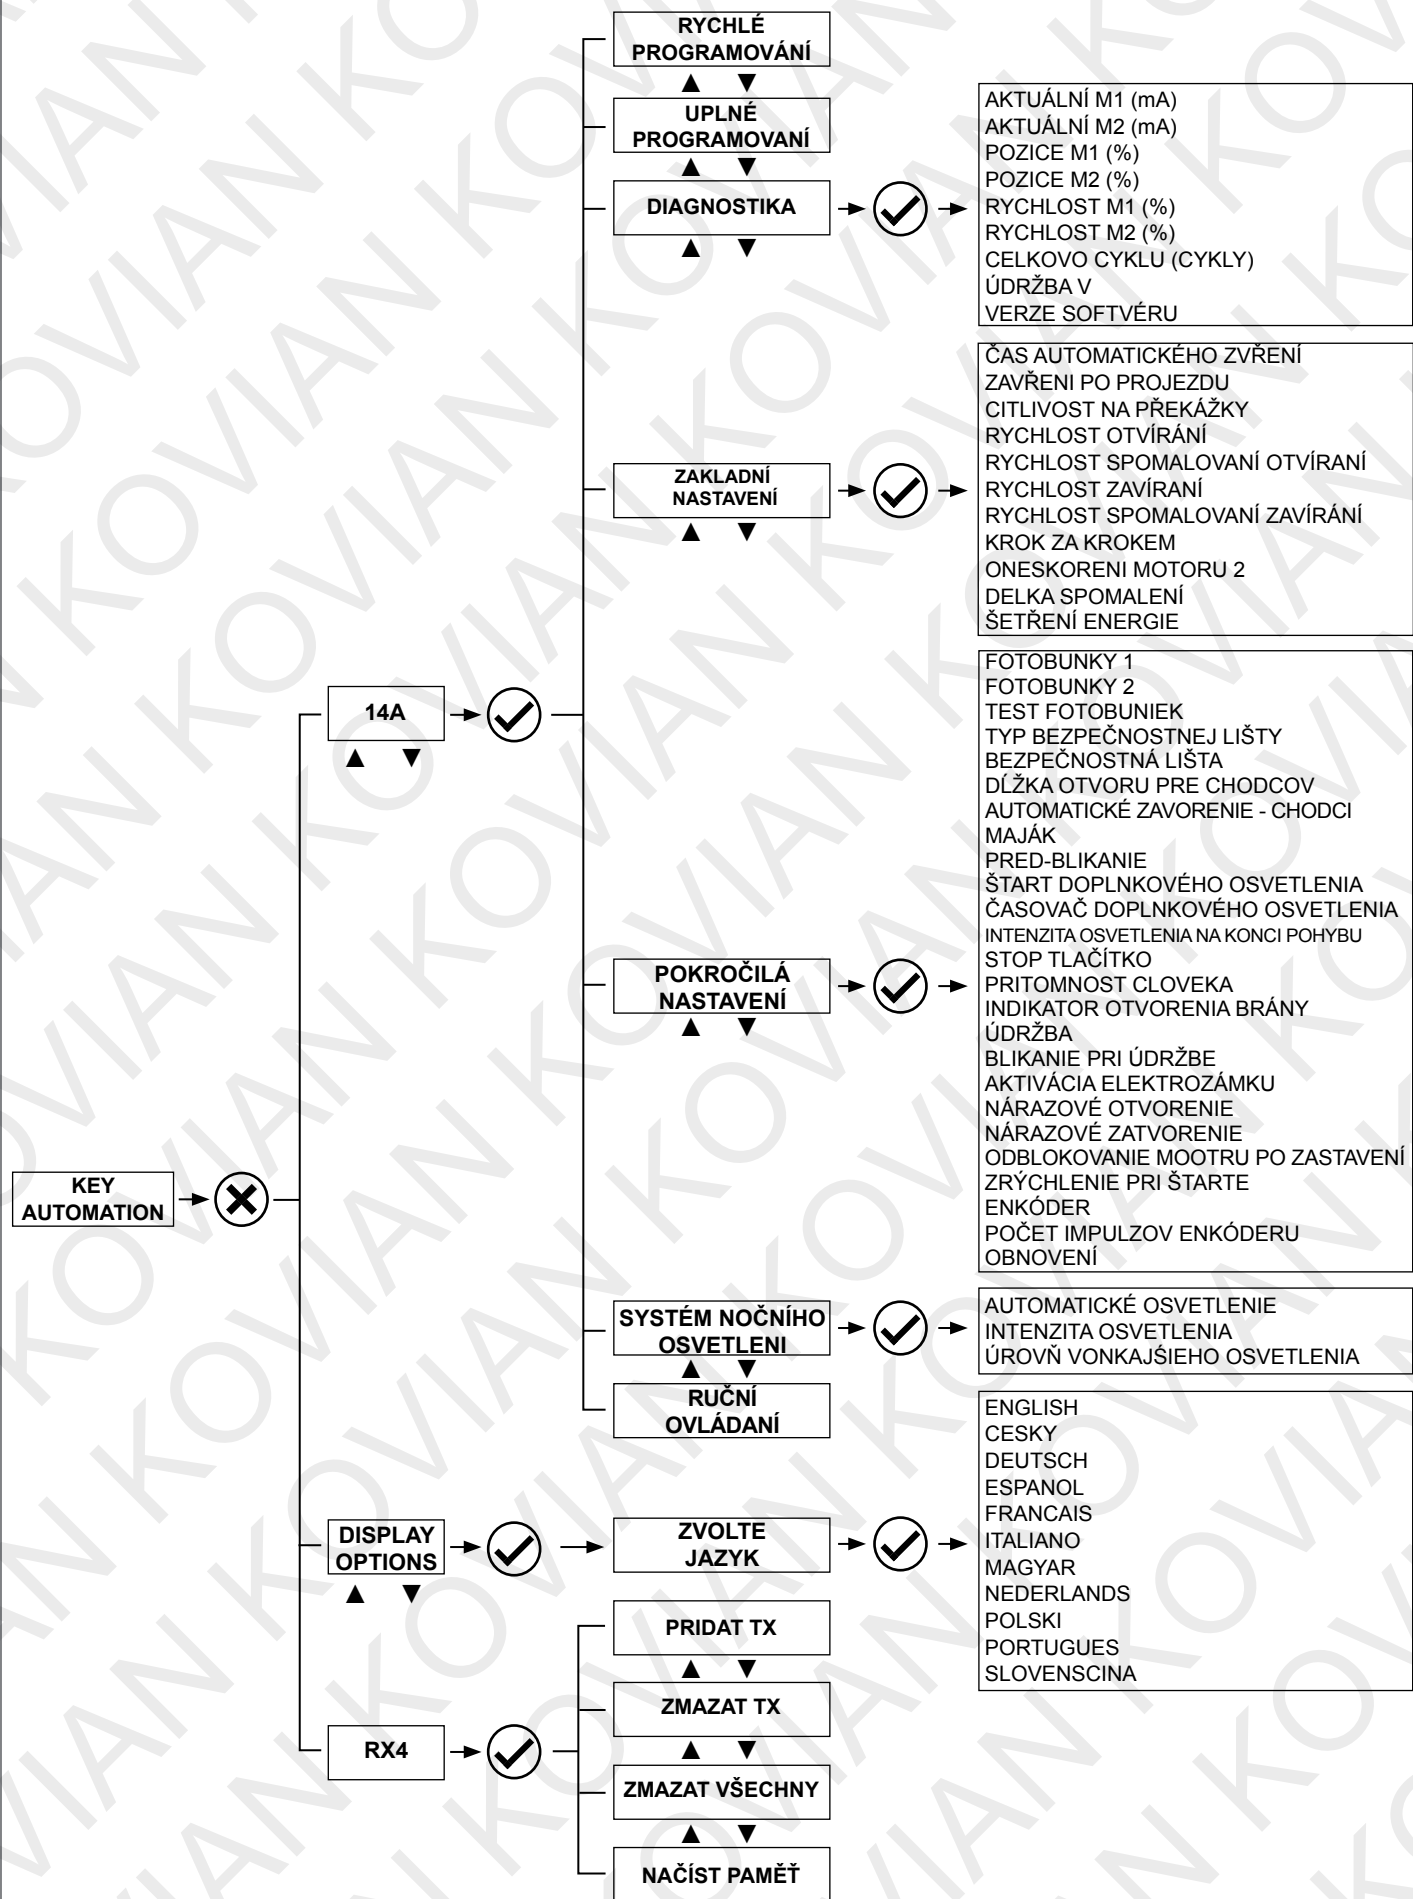 RYCHLÉ
PROGRAMOVÁNÍ
UPLNÉ
PROGRAMOVANÍ
DIAGNOSTIKA
AKTUÁLNÍ M1 (mA)
AKTUÁLNÍ M2 (mA)
POZICE M1 (%)
POZICE M2 (%)
RYCHLOST M1 (%)
RYCHLOST M2 (%)
CELKOVO CYKLU (CYKLY)
ÚDRŽBA V
VERZE SOFTVÉRU
ZAKLADNÍ
NASTAVENÍ
ČAS AUTOMATICKÉHO ZVŘENÍ
ZAVŘENI PO PROJEZDU
CITLIVOST NA PŘEKÁŽKY
RYCHLOST OTVÍRÁNÍ
RYCHLOST SPOMALOVANÍ OTVÍRANÍ
RYCHLOST ZAVÍRANÍ
RYCHLOST SPOMALOVANÍ ZAVÍRÁNÍ
KROK ZA KROKEM
ONESKORENI MOTORU 2
DELKA SPOMALENÍ
ŠETŘENÍ ENERGIE
14A
POKROČILÁ
NASTAVENÍ
FOTOBUNKY 1
FOTOBUNKY 2
TEST FOTOBUNIEK
TYP BEZPEČNOSTNEJ LIŠTY
BEZPEČNOSTNÁ LIŠTA
DĹŽKA OTVORU PRE CHODCOV
AUTOMATICKÉ ZAVORENIE - CHODCI
MAJÁK
PRED-BLIKANIE
ŠTART DOPLNKOVÉHO OSVETLENIA
ČASOVAČ DOPLNKOVÉHO OSVETLENIA
INTENZITA OSVETLENIA NA KONCI POHYBU
STOP TLAČÍTKO
PRITOMNOST CLOVEKA
INDIKATOR OTVORENIA BRÁNY
ÚDRŽBA
BLIKANIE PRI ÚDRŽBE
AKTIVÁCIA ELEKTROZÁMKU
NÁRAZOVÉ OTVORENIE
NÁRAZOVÉ ZATVORENIE
ODBLOKOVANIE MOOTRU PO ZASTAVENÍ
ZRÝCHLENIE PRI ŠTARTE
ENKÓDER
POČET IMPULZOV ENKÓDERU
OBNOVENÍ
KEY
AUTOMATION
SYSTÉM NOČNÍHO
OSVETLENI
AUTOMATICKÉ OSVETLENIE
INTENZITA OSVETLENIA
ÚROVŇ VONKAJŚIEHO OSVETLENIA
RUČNÍ
OVLÁDANÍ
DISPLAY
OPTIONS
ZVOLTE
JAZYK
ENGLISH
CESKY
DEUTSCH
ESPANOL
FRANCAIS
ITALIANO
MAGYAR
NEDERLANDS
POLSKI
PORTUGUES
SLOVENSCINA
RX4
PRIDAT TX
ZMAZAT TX
ZMAZAT VŠECHNY
NAČÍST PAMĚŤ